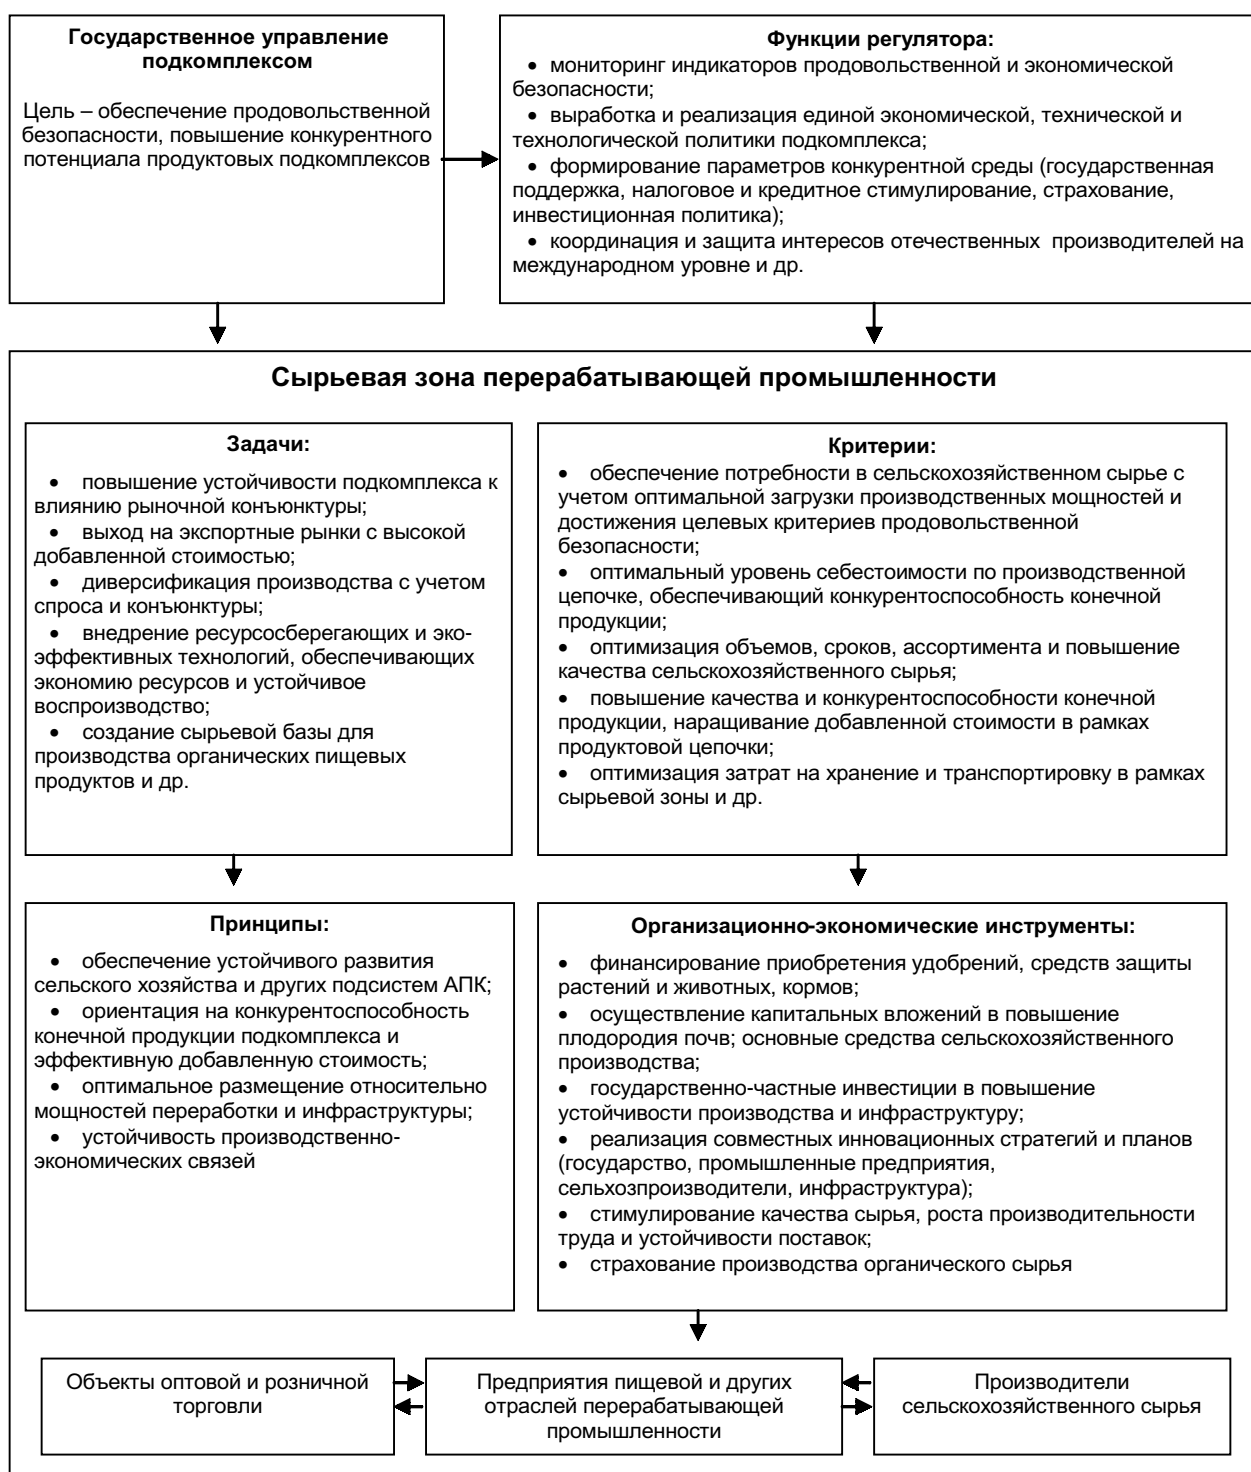 Государственное управление
подкомплексом
Цель – обеспечение продовольственной
безопасности, повышение конкурентного
потенциала продуктовых подкомплексов
Функции регулятора:
• мониторинг индикаторов продовольственной и экономической
безопасности;
• выработка и реализация единой экономической, технической и
технологической политики подкомплекса;
• формирование параметров конкурентной среды (государственная
поддержка, налоговое и кредитное стимулирование, страхование,
инвестиционная политика);
• координация и защита интересов отечественных производителей на
международном уровне и др.
Сырьевая зона перерабатывающей промышленности
Задачи:
• повышение устойчивости подкомплекса к
влиянию рыночной конъюнктуры;
• выход на экспортные рынки с высокой
добавленной стоимостью;
• диверсификация производства с учетом
спроса и конъюнктуры;
• внедрение ресурсосберегающих и эко-
эффективных технологий, обеспечивающих
экономию ресурсов и устойчивое
воспроизводство;
• создание сырьевой базы для
производства органических пищевых
продуктов и др.
Критерии:
• обеспечение потребности в сельскохозяйственном сырье с
учетом оптимальной загрузки производственных мощностей и
достижения целевых критериев продовольственной
безопасности;
• оптимальный уровень себестоимости по производственной
цепочке, обеспечивающий конкурентоспособность конечной
продукции;
• оптимизация объемов, сроков, ассортимента и повышение
качества сельскохозяйственного сырья;
• повышение качества и конкурентоспособности конечной
продукции, наращивание добавленной стоимости в рамках
продуктовой цепочки;
• оптимизация затрат на хранение и транспортировку в рамках
сырьевой зоны и др.
Принципы:
• обеспечение устойчивого развития
сельского хозяйства и других подсистем АПК;
• ориентация на конкурентоспособность
конечной продукции подкомплекса и
эффективную добавленную стоимость;
• оптимальное размещение относительно
мощностей переработки и инфраструктуры;
• устойчивость производственно-
экономических связей
Организационно-экономические инструменты:
• финансирование приобретения удобрений, средств защиты
растений и животных, кормов;
• осуществление капитальных вложений в повышение
плодородия почв; основные средства сельскохозяйственного
производства;
• государственно-частные инвестиции в повышение
устойчивости производства и инфраструктуру;
• реализация совместных инновационных стратегий и планов
(государство, промышленные предприятия,
сельхозпроизводители, инфраструктура);
• стимулирование качества сырья, роста производительности
труда и устойчивости поставок;
• страхование производства органического сырья
Объекты оптовой и розничной
торговли
Предприятия пищевой и других
отраслей перерабатывающей
промышленности
Производители
сельскохозяйственного сырья